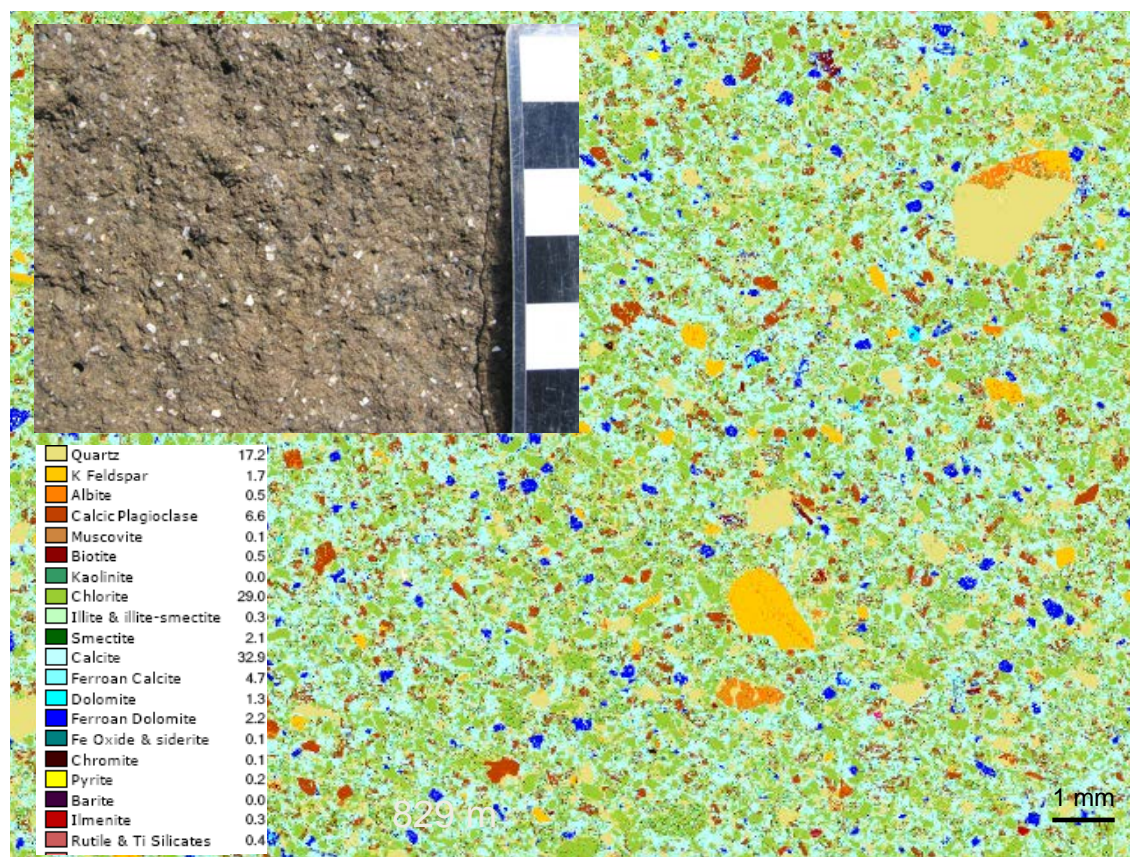 Quartz 17.2
K Feldspar 1.7
Albite 0.5
Calcic Plagioclase 6.6
Muscovite 0.1
Biotite 0.5
Kaolinite 0.0
Chlorite 29.0
Illite & illite-smectite 0.3
Smectite 2.1
Calcite 32.9
Ferroan Calcite 4.7
Dolomite 1.3
Ferroan Dolomite 2.2
Fe Oxide & siderite 0.1
Chromite 0.1
Pyrite 0.2
Barite 0.0
Ilmenite 0.3
Rutile & Ti Silicates 0.4
829 m
1 mm